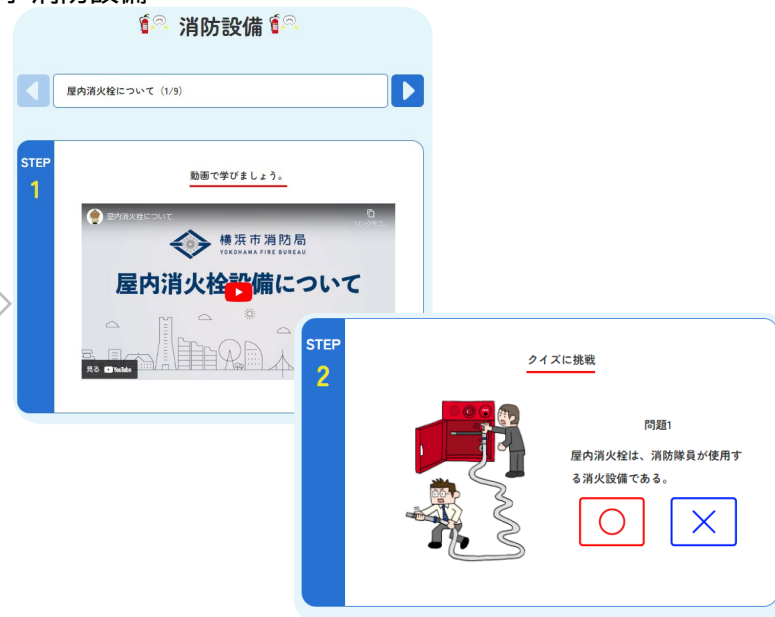 消防設備
屋内消火栓について（1/9）
STEP
1
動画で学びましょう。
屋内消火栓について
横浜市消防局
YOKOHAMA FIRE BUREAU
屋内消火栓設備について
見る YouTube
STEP
2
クイズに挑戦
問題1
屋内消火栓は、消防隊員が使用す
る消火設備である。